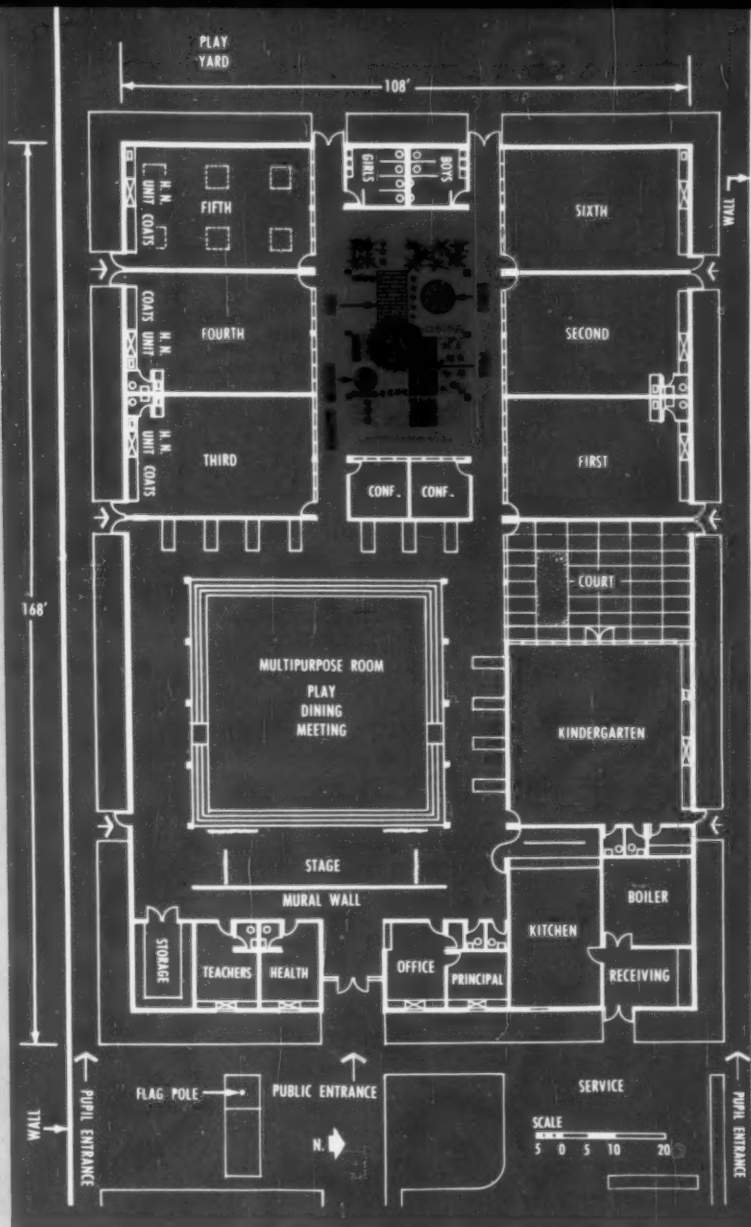 PLAY
YARD
108'
WALL
GIRLS
BOYS
H. N.
UNIT COATS
FIFTH
SIXTH
COATS UNIT
H. N.
FOURTH
SECOND
H. N.
UNIT COATS
THIRD
FIRST
CONF.
CONF.
COURT
168'
MULTIPURPOSE ROOM
PLAY
DINING
MEETING
KINDERGARTEN
STAGE
MURAL WALL
BOILER
KITCHEN
STORAGE
TEACHERS
HEALTH
OFFICE
PRINCIPAL
RECEIVING
FLAG POLE
PUBLIC ENTRANCE
SERVICE
WALL
PUPIL ENTRANCE
N.
SCALE
5 0 5 10 20
PUPIL ENTRANCE